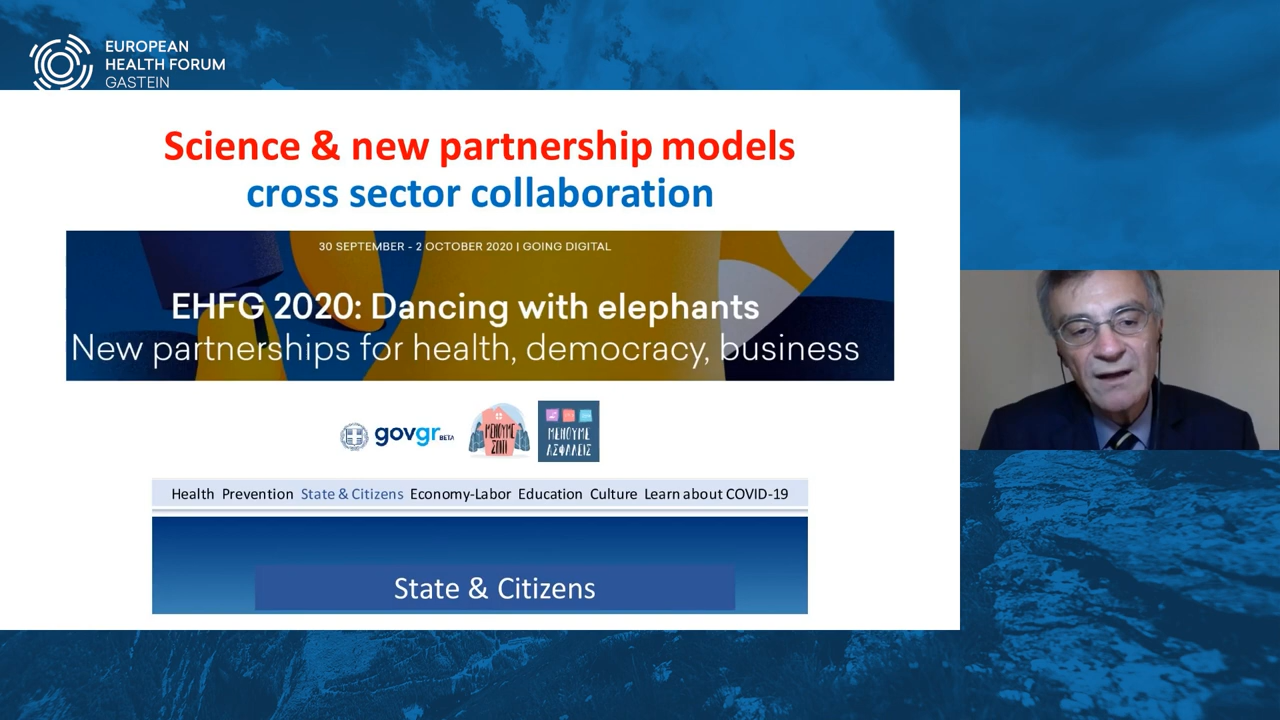 EUROPEAN
HEALTH FORUM
GASTEIN
Science & new partnership models
cross sector collaboration
30 SEPTEMBER - 2 OCTOBER 2020 | GOING DIGITAL
EHFG 2020: Dancing with elephants
New partnerships for health, democracy, business
govgr BETA
ΜΕΝΟΥΜΕ
ΣΠΙΤΙ
ΜΕΝΟΥΜΕ
ΑΣΦΑΛΕΙΣ
Health Prevention State & Citizens Economy-Labor Education Culture Learn about COVID-19
State & Citizens